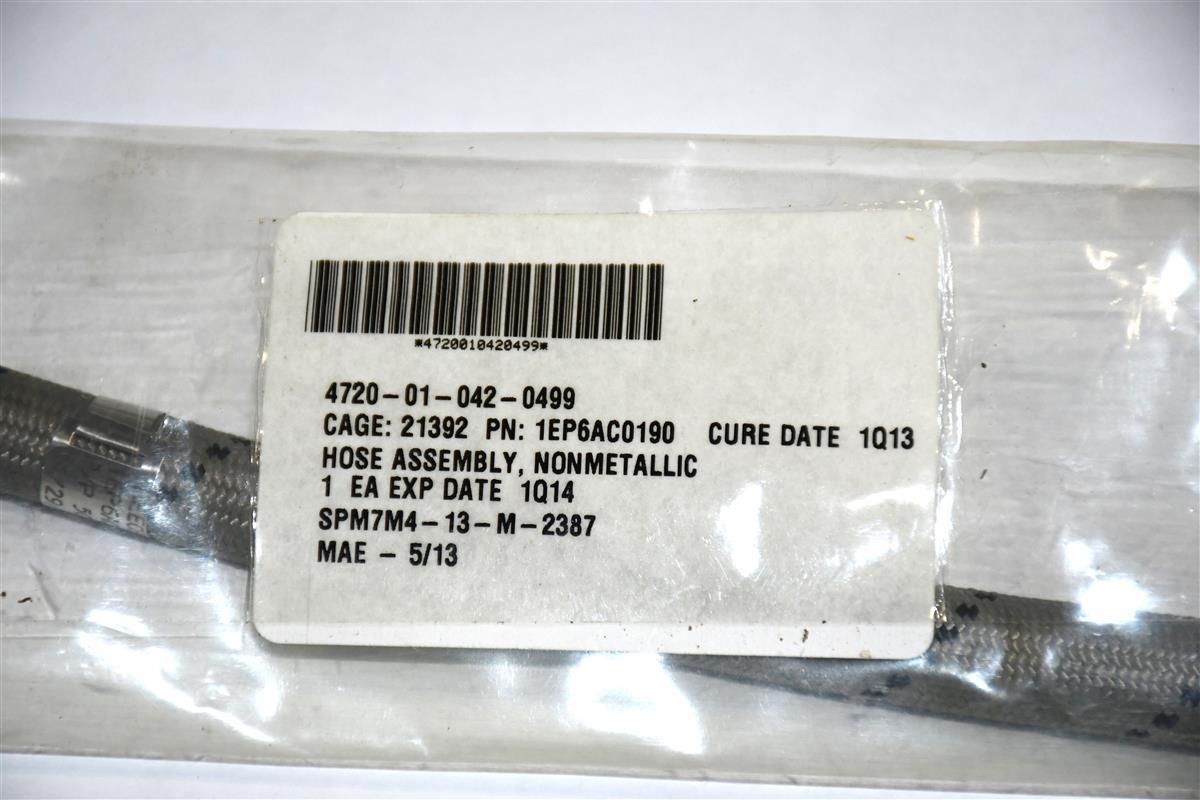 *4720010420499*
4720-01-042-0499
CAGE: 21392 PN: 1EP6AC0190 CURE DATE 1Q13
HOSE ASSEMBLY, NONMETALLIC
1 EA EXP DATE 1Q14
SPM7M4-13-M-2387
MAE - 5/13